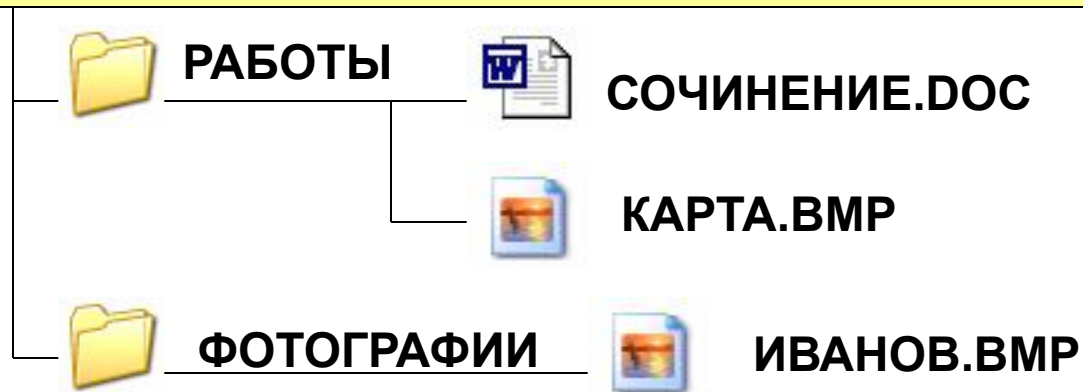 РАБОТЫ
СОЧИНЕНИЕ.DOC
КАРТА.BMP
ФОТОГРАФИИ
ИВАНОВ.BMP